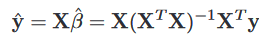 ŷ = Xβ̂ = X(XᵀX)⁻¹Xᵀy